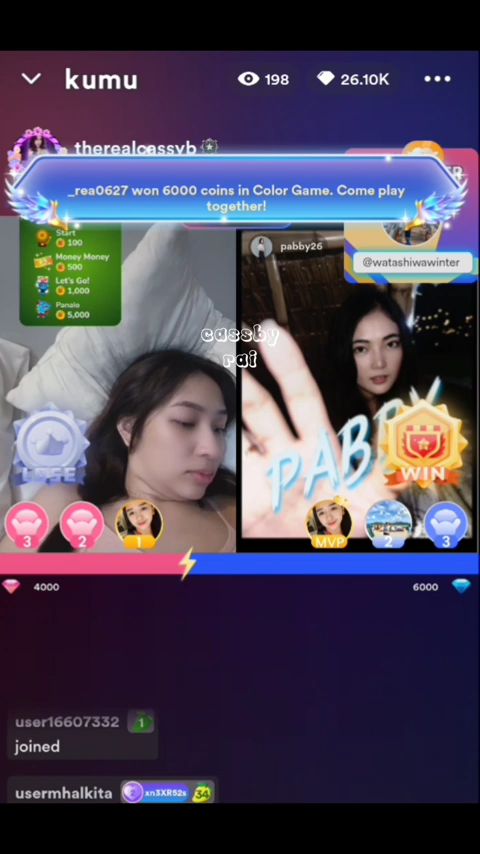 kumu
198
26.10K
therealcassyb
_rea0627 won 6000 coins in Color Game. Come play
together!
Start
100
Money Money
500
Let's Go!
1,000
Panalo
5,000
pabby26
@watashiwawinter
cassby
rai
PABBY
LOSE
WIN
3
2
1
MVP
2
3
4000
6000
user16607332
1
joined
usermhalkita
xn3XR52s
34